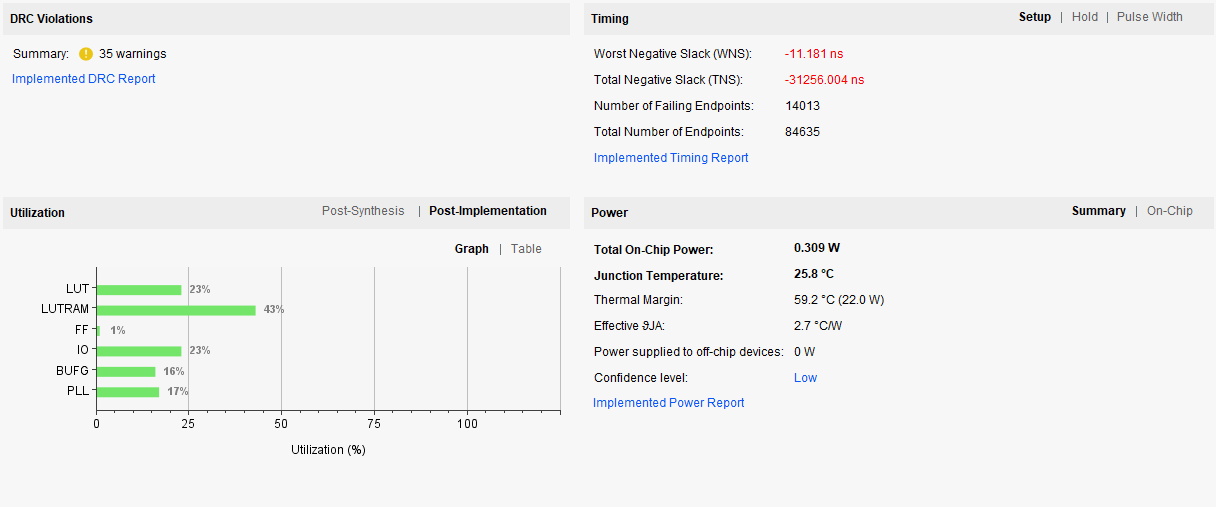 DRC Violations
Summary: 35 warnings
Implemented DRC Report
Timing
Setup | Hold | Pulse Width
Worst Negative Slack (WNS): -11.181 ns
Total Negative Slack (TNS): -31256.004 ns
Number of Failing Endpoints: 14013
Total Number of Endpoints: 84635
Implemented Timing Report
Utilization
Post-Synthesis | Post-Implementation
Graph | Table
LUT 23%
LUTRAM 43%
FF 1%
IO 23%
BUFG 16%
PLL 17%
0 25 50 75 100
Utilization (%)
Power
Summary | On-Chip
Total On-Chip Power: 0.309 W
Junction Temperature: 25.8 °C
Thermal Margin: 59.2 °C (22.0 W)
Effective ϑJA: 2.7 °C/W
Power supplied to off-chip devices: 0 W
Confidence level: Low
Implemented Power Report